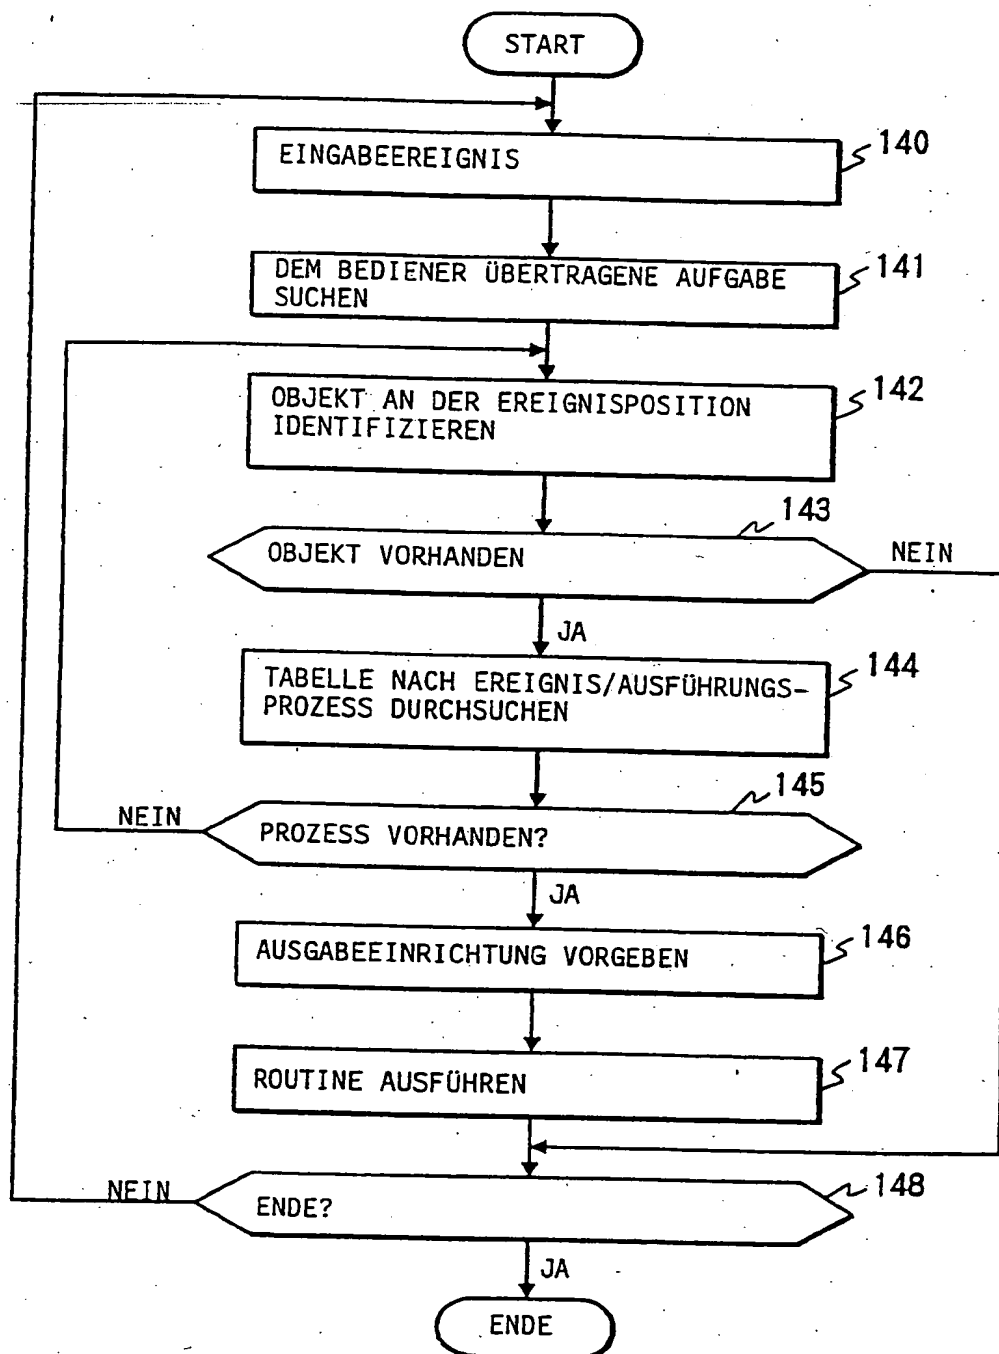 START
EINGABEEREIGNIS
140
DEM BEDIENER ÜBERTRAGENE AUFGABE
SUCHEN
141
OBJEKT AN DER EREIGNISPOSITION
IDENTIFIZIEREN
142
143
OBJEKT VORHANDEN
NEIN
JA
TABELLE NACH EREIGNIS/AUSFÜHRUNGS-
PROZESS DURCHSUCHEN
144
145
NEIN
PROZESS VORHANDEN?
JA
AUSGABEEINRICHTUNG VORGEBEN
146
ROUTINE AUSFÜHREN
147
NEIN
ENDE?
148
JA
ENDE